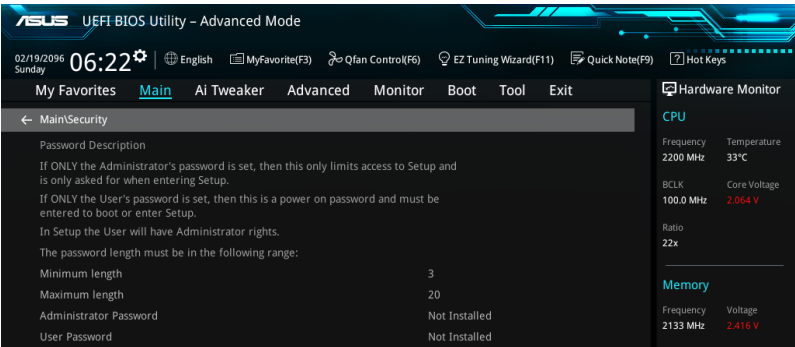 ASUS UEFI BIOS Utility – Advanced Mode
02/19/2096
Sunday
06:22
English
MyFavorite(F3)
Qfan Control(F6)
EZ Tuning Wizard(F11)
Quick Note(F9)
? Hot Keys
My Favorites Main Ai Tweaker Advanced Monitor Boot Tool Exit
← Main\Security
Password Description
If ONLY the Administrator's password is set, then this only limits access to Setup and
is only asked for when entering Setup.
If ONLY the User's password is set, then this is a power on password and must be
entered to boot or enter Setup.
In Setup the User will have Administrator rights.
The password length must be in the following range:
Minimum length 3
Maximum length 20
Administrator Password Not Installed
User Password Not Installed
Hardware Monitor
CPU
Frequency Temperature
2200 MHz 33°C
BCLK Core Voltage
100.0 MHz 2.064 V
Ratio
22x
Memory
Frequency Voltage
2133 MHz 2.416 V